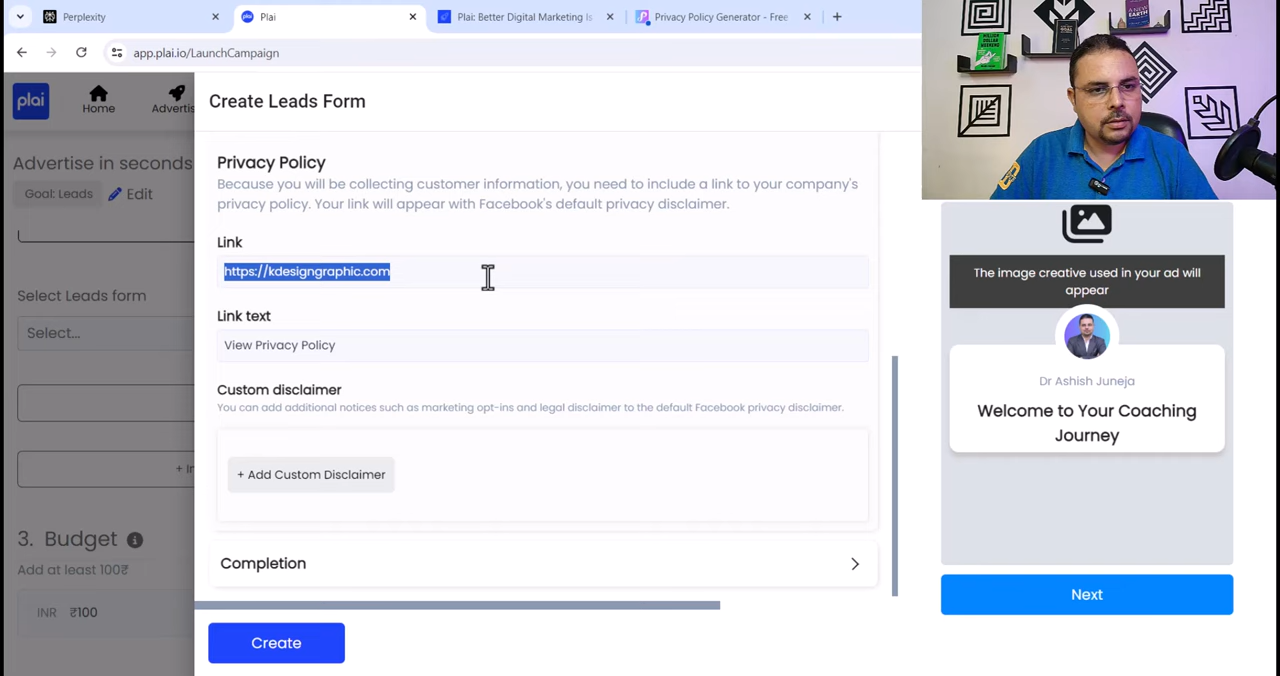 Perplexity
Plai
Plai: Better Digital Marketing Is
Privacy Policy Generator - Free
app.plai.io/LaunchCampaign
plai
Home
Advertis
Create Leads Form
Advertise in seconds
Goal: Leads
Edit
Select Leads form
Select...
+ In
3. Budget
Add at least 100₹
INR ₹100
Privacy Policy
Because you will be collecting customer information, you need to include a link to your company's
privacy policy. Your link will appear with Facebook's default privacy disclaimer.
Link
https://kdesigngraphic.com
Link text
View Privacy Policy
Custom disclaimer
You can add additional notices such as marketing opt-ins and legal disclaimer to the default Facebook privacy disclaimer.
+ Add Custom Disclaimer
Completion
Create
The image creative used in your ad will
appear
Dr Ashish Juneja
Welcome to Your Coaching
Journey
Next
MILLION
DOLLAR
WEEKEND
A NEW
EARTH